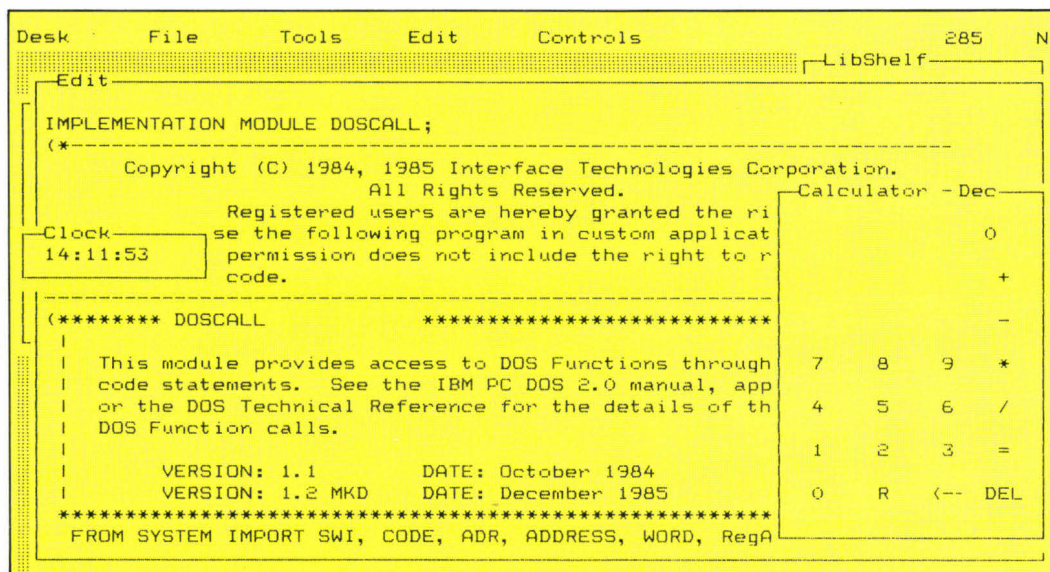 Desk File Tools Edit Controls 285 N
LibShelf
Edit
IMPLEMENTATION MODULE DOSCALL;
(*--------------------------------------------------------------------
Copyright (C) 1984, 1985 Interface Technologies Corporation.
All Rights Reserved.
Calculator - Dec
Registered users are hereby granted the ri
Clock
se the following program in custom applicat
0
14:11:53
permission does not include the right to r
code.
+
(******** DOSCALL ***************************
-
This module provides access to DOS Functions through
7 8 9 *
code statements. See the IBM PC DOS 2.0 manual, app
or the DOS Technical Reference for the details of th
4 5 6 /
DOS Function calls.
1 2 3 =
VERSION: 1.1 DATE: October 1984
VERSION: 1.2 MKD DATE: December 1985
0 R <-- DEL
*******************************************************
FROM SYSTEM IMPORT SWI, CODE, ADR, ADDRESS, WORD, RegA